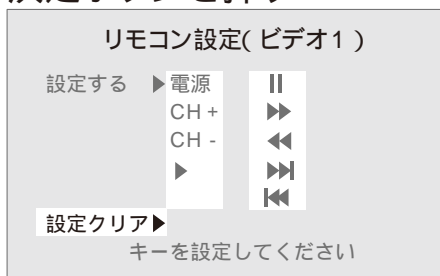 リモコン設定(ビデオ1)
設定する ▶電源
CH +
CH -
設定クリア▶
キーを設定してください